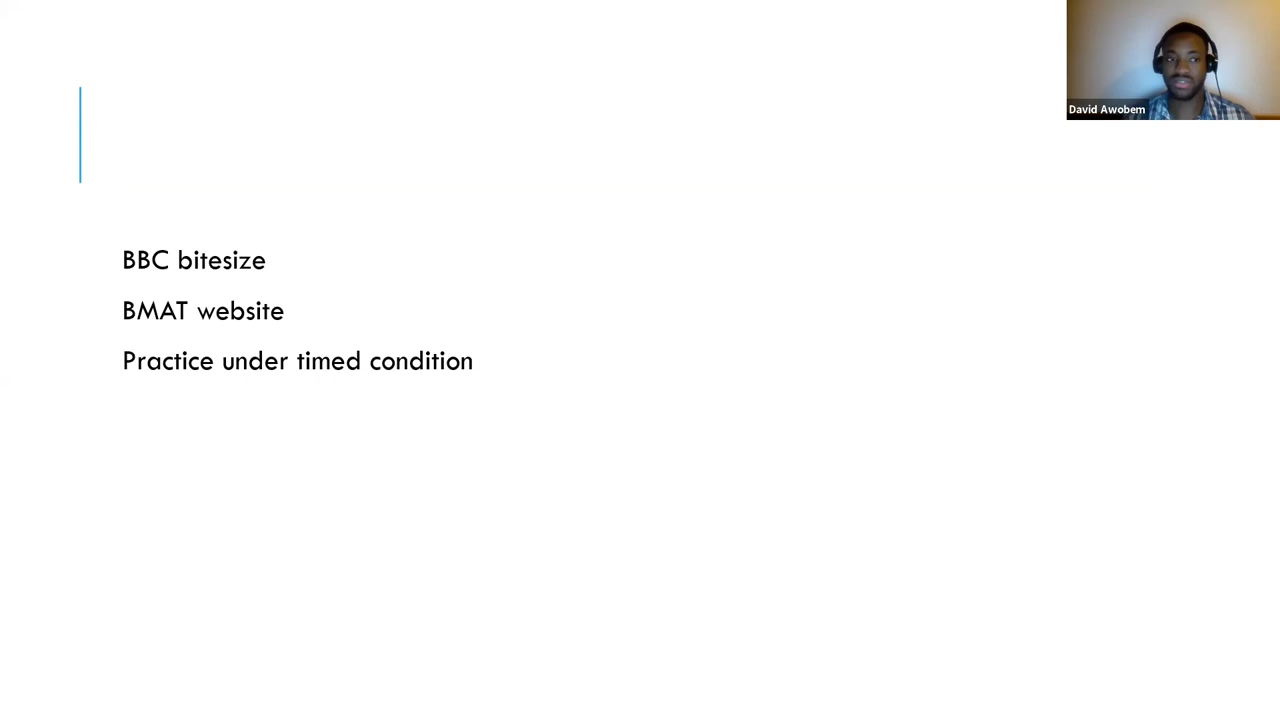 David Awobem
BBC bitesize
BMAT website
Practice under timed condition